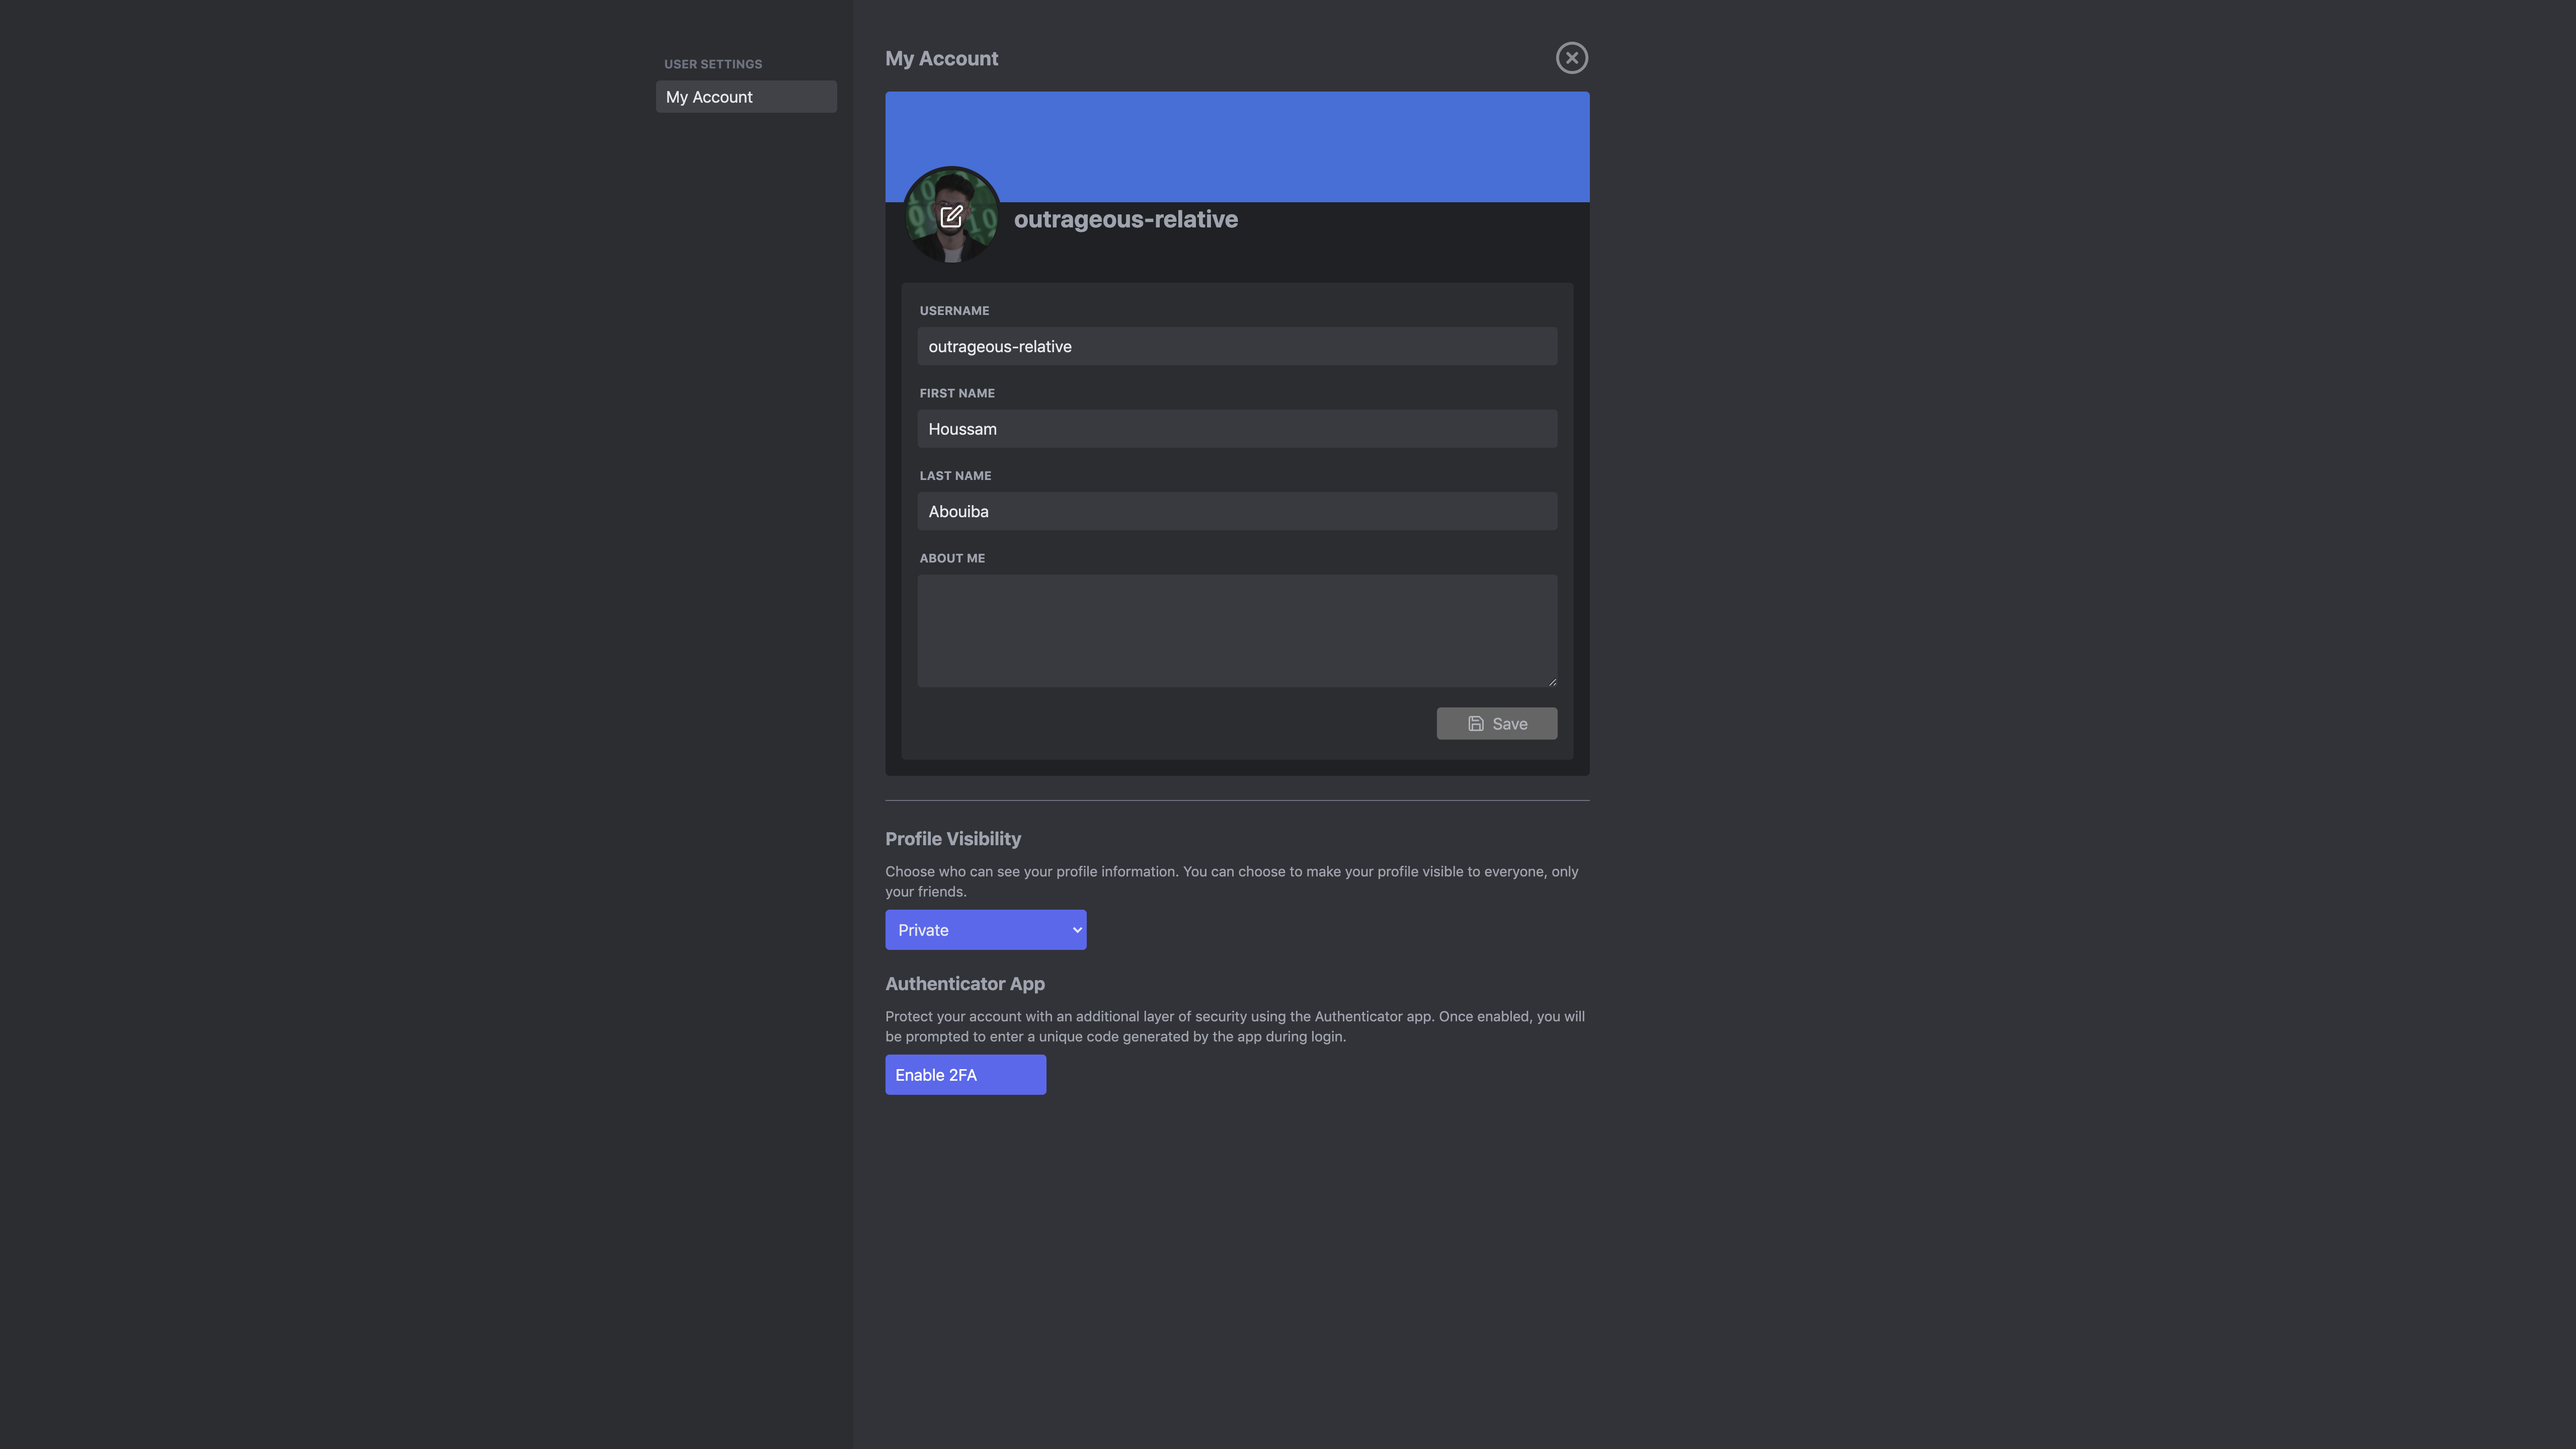 USER SETTINGS
My Account
My Account
outrageous-relative
USERNAME
outrageous-relative
FIRST NAME
Houssam
LAST NAME
Abouiba
ABOUT ME
Save
Profile Visibility
Choose who can see your profile information. You can choose to make your profile visible to everyone, only
your friends.
Private
Authenticator App
Protect your account with an additional layer of security using the Authenticator app. Once enabled, you will
be prompted to enter a unique code generated by the app during login.
Enable 2FA